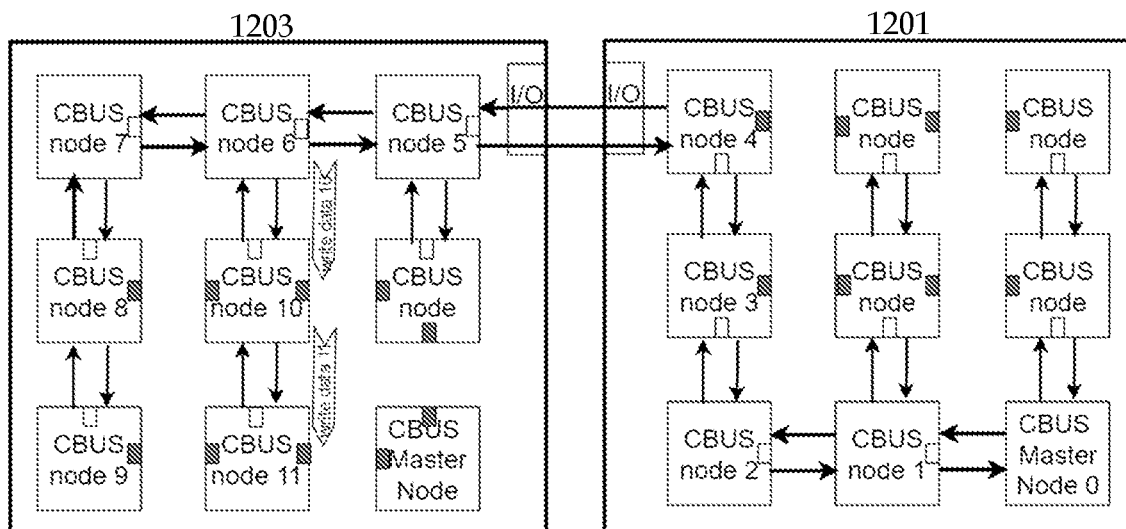 1203
1201
CBUS
node 7
CBUS
node 6
CBUS
node 5
I/O
I/O
CBUS
node 4
CBUS
node
CBUS
node
write data 1K
CBUS
node 8
CBUS
node 10
CBUS
node
CBUS
node 3
CBUS
node
CBUS
node
write data 1K
CBUS
node 9
CBUS
node 11
CBUS
Master
Node
CBUS
node 2
CBUS
node 1
CBUS
Master
Node 0